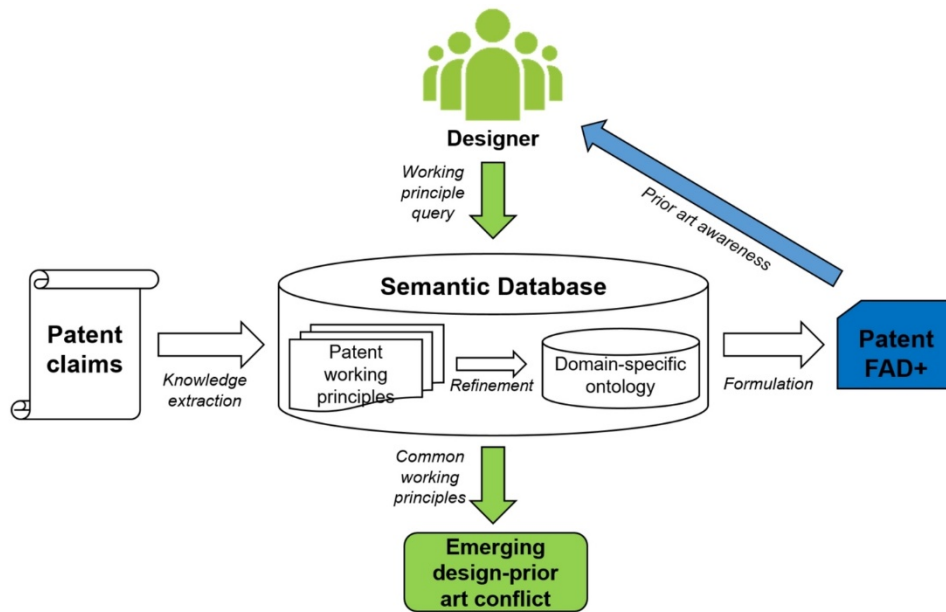 Designer
Working
principle
query
Prior art awareness
Semantic Database
Patent
claims
Knowledge
extraction
Patent
working
principles
Refinement
Domain-specific
ontology
Formulation
Patent
FAD+
Common
working
principles
Emerging
design-prior
art conflict